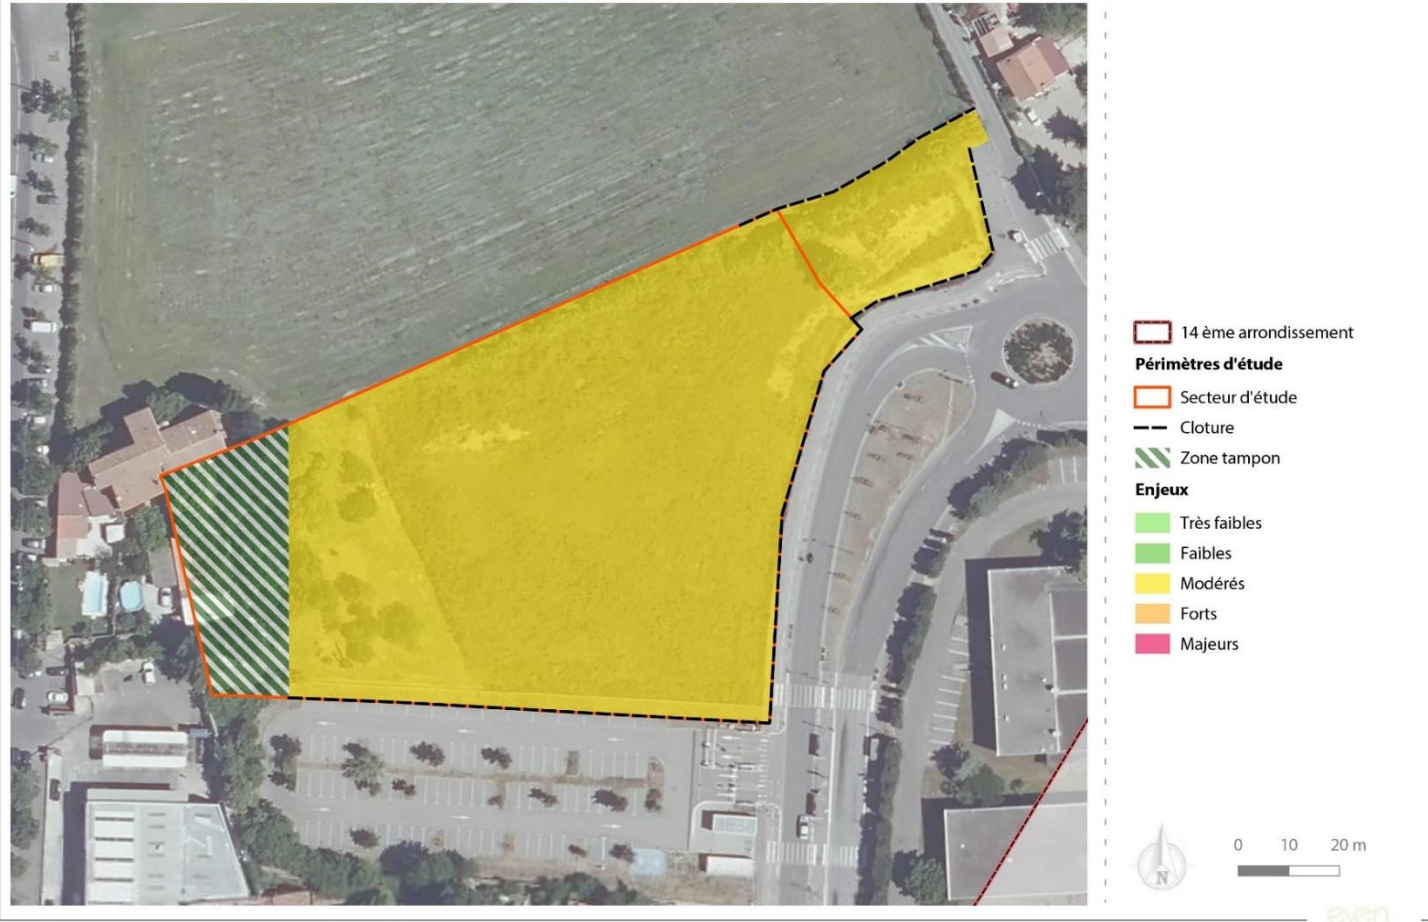 14 ème arrondissement
Périmètres d'étude
Secteur d'étude
Cloture
Zone tampon
Enjeux
Très faibles
Faibles
Modérés
Forts
Majeurs
0 10 20 m
N
even